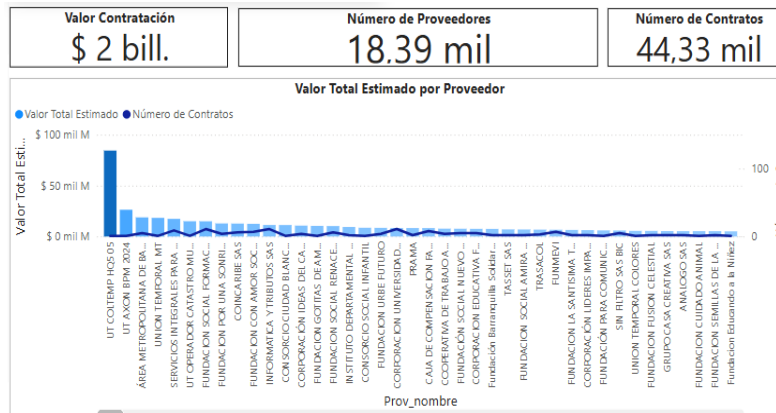 Valor Contratación
$ 2 bill.
Número de Proveedores
18,39 mil
Número de Contratos
44,33 mil
Valor Total Estimado por Proveedor
Valor Total Estimado Número de Contratos
Valor Total Esti...
$ 100 mil M
$ 50 mil M
$ 0 mil M
100
0
UT COLTEMP HQ5 05
UT AXON BPM 2024
ÁREA METROPOLITANA DE BA...
UNION TEMPORAL MT
SERVICIOS INTEGRALES PARA ...
UT OPERADOR CATASTRO MU...
FUNDACION SOCIAL FORMAC...
FUNDACION POR UNA SONRI...
COINCARIBE SAS
FUNDACION CON AMOR SOC...
INFORMATICA Y TRIBUTOS SAS
CONSORCIO CIUDAD BLANC...
CORPORACIÓN IDEAS DEL CA...
FUNDACION GOTITAS DE AM...
FUNDACION SOCIAL RENACE...
INSTITUTO DEPARTAMENTAL ...
CONSORCIO SOCIAL INFANTIL
FUNDACION URBE FUTURO
CORPORACION UNIVERSIDAD...
PRAMA
CAJA DE COMPENSACION FA...
COOPERATIVA DE TRABAJO A...
FUNDACIÓN SOCIAL NUEVO ...
CORPORACION EDUCATIVA F...
Fundación Barranquilla Solidar...
TASSET SAS
FUNDACION SOCIAL AMIRA ...
TRASACOL
FUNMEVI
FUNDACION LA SANTISIMA T...
CORPORACIÓN LIDERES IMPA...
FUNDACIÓN PARA COMUNIC...
SIN FILTRO SAS BIC
UNION TEMPORAL COLORES
FUNDACION FUSION CELESTIAL
GRUPO CASA CREATIVA SAS
ANALOGO SAS
FUNDACION CUIDADO ANIMAL
FUNDACION SEMILLAS DE LA ...
Fundacion Educando a la Niñez
Prov_nombre